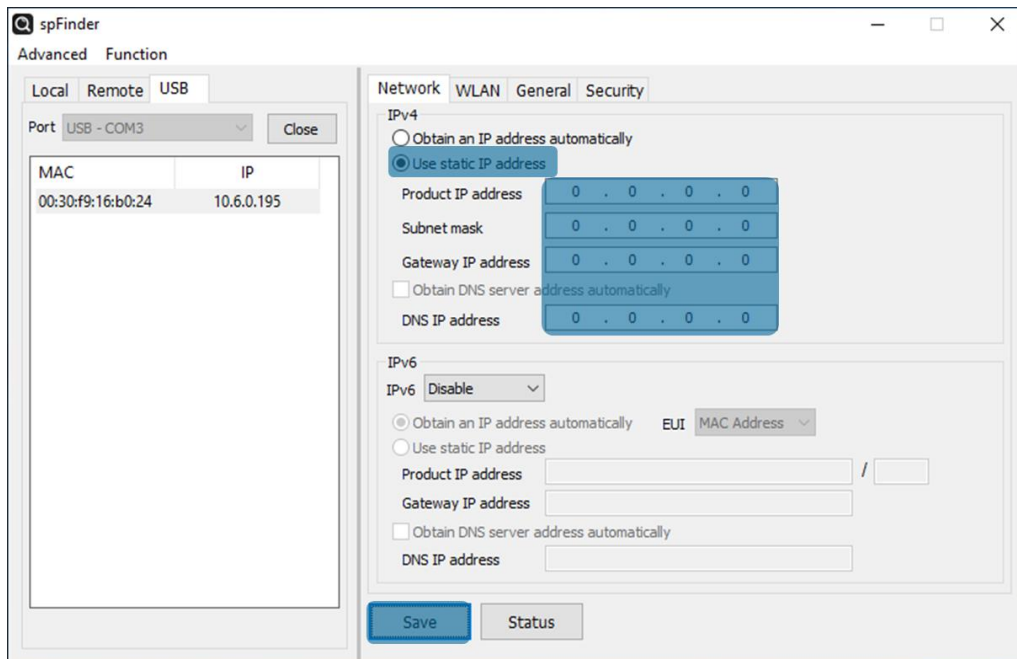 spFinder
Advanced Function
Local Remote USB
Port USB - COM3 Close
MAC IP
00:30:f9:16:b0:24 10.6.0.195
Network WLAN General Security
IPv4
Obtain an IP address automatically
Use static IP address
Product IP address 0 . 0 . 0 . 0
Subnet mask 0 . 0 . 0 . 0
Gateway IP address 0 . 0 . 0 . 0
Obtain DNS server address automatically
DNS IP address 0 . 0 . 0 . 0
IPv6
IPv6 Disable
Obtain an IP address automatically EUI MAC Address
Use static IP address
Product IP address /
Gateway IP address
Obtain DNS server address automatically
DNS IP address
Save Status